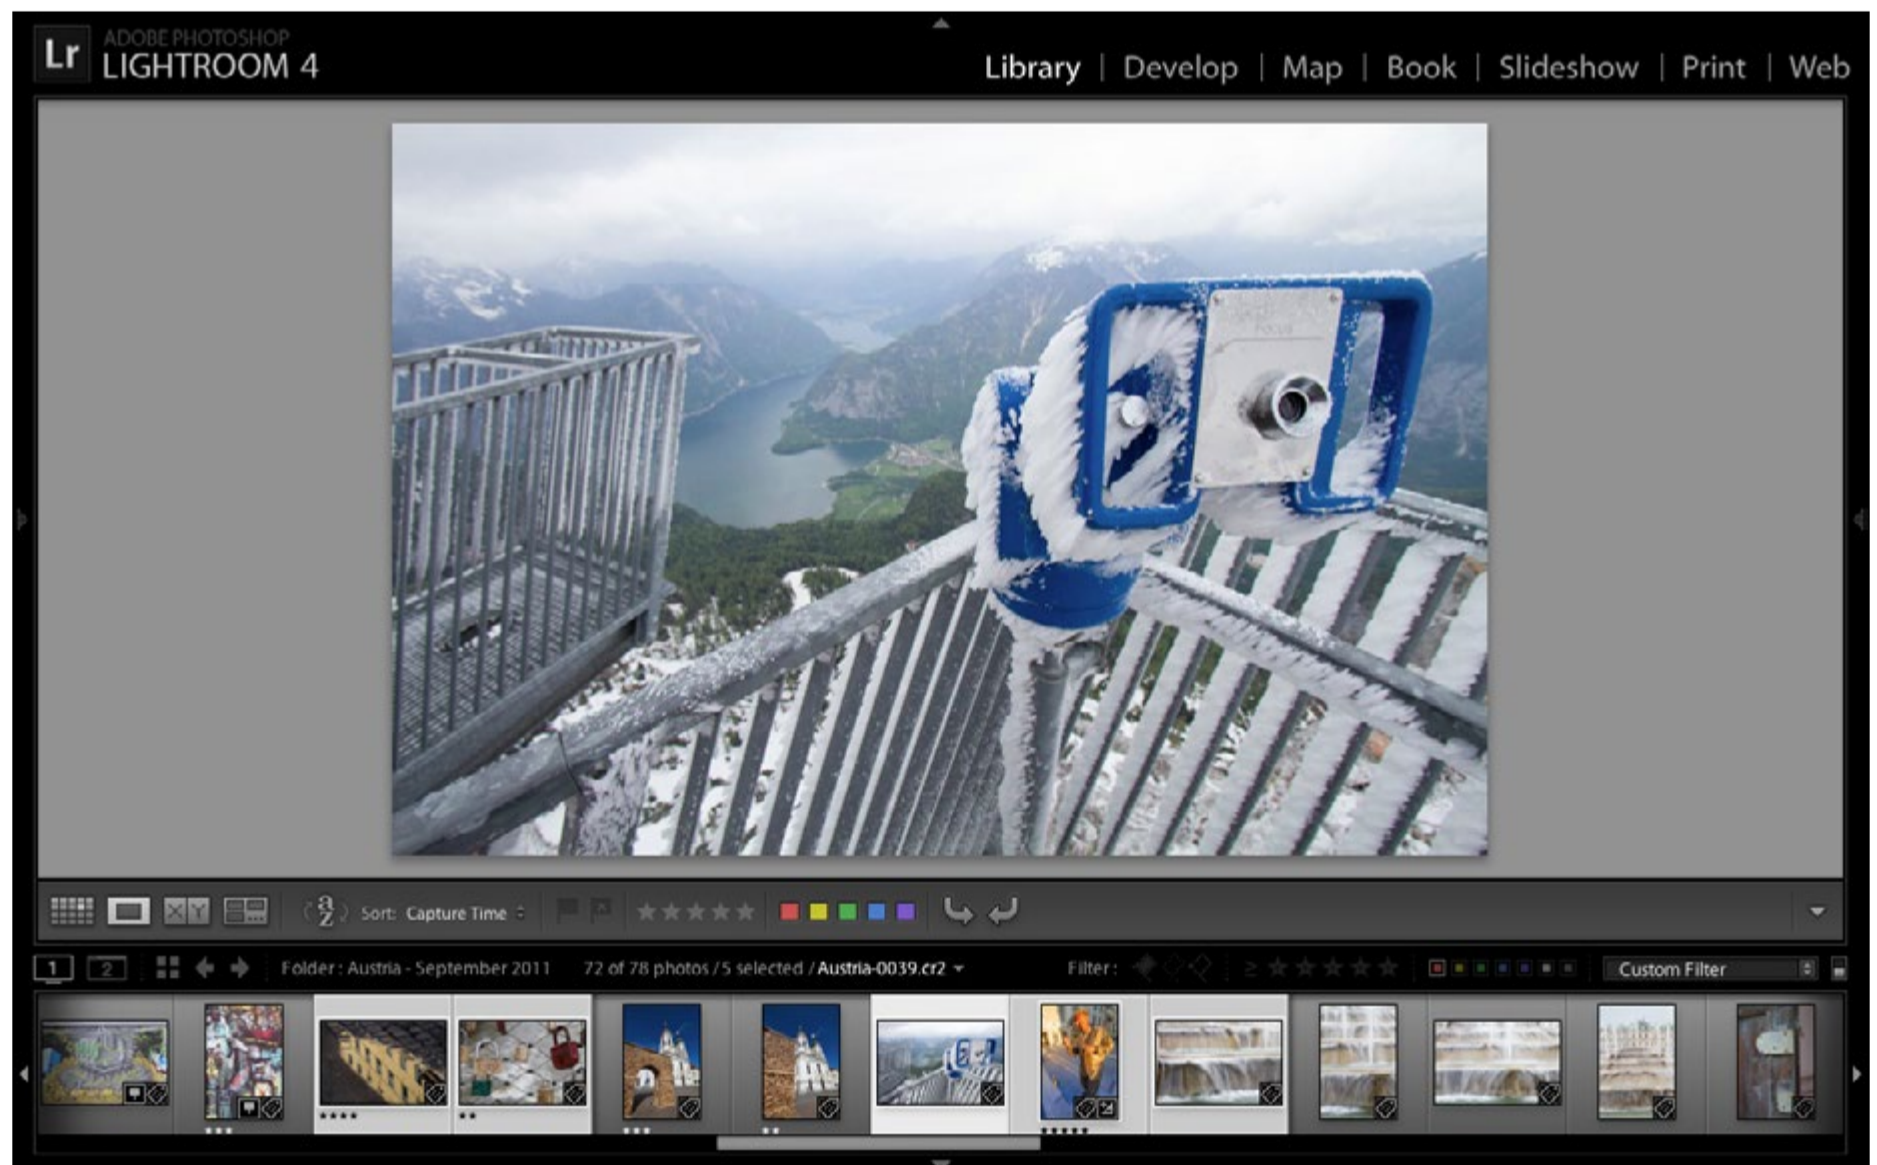 Lr
ADOBE PHOTOSHOP
LIGHTROOM 4
Library | Develop | Map | Book | Slideshow | Print | Web
XY
a
z
Sort: Capture Time
1 2 Folder : Austria - September 2011 72 of 78 photos / 5 selected / Austria-0039.cr2 Filter : ≥ Custom Filter